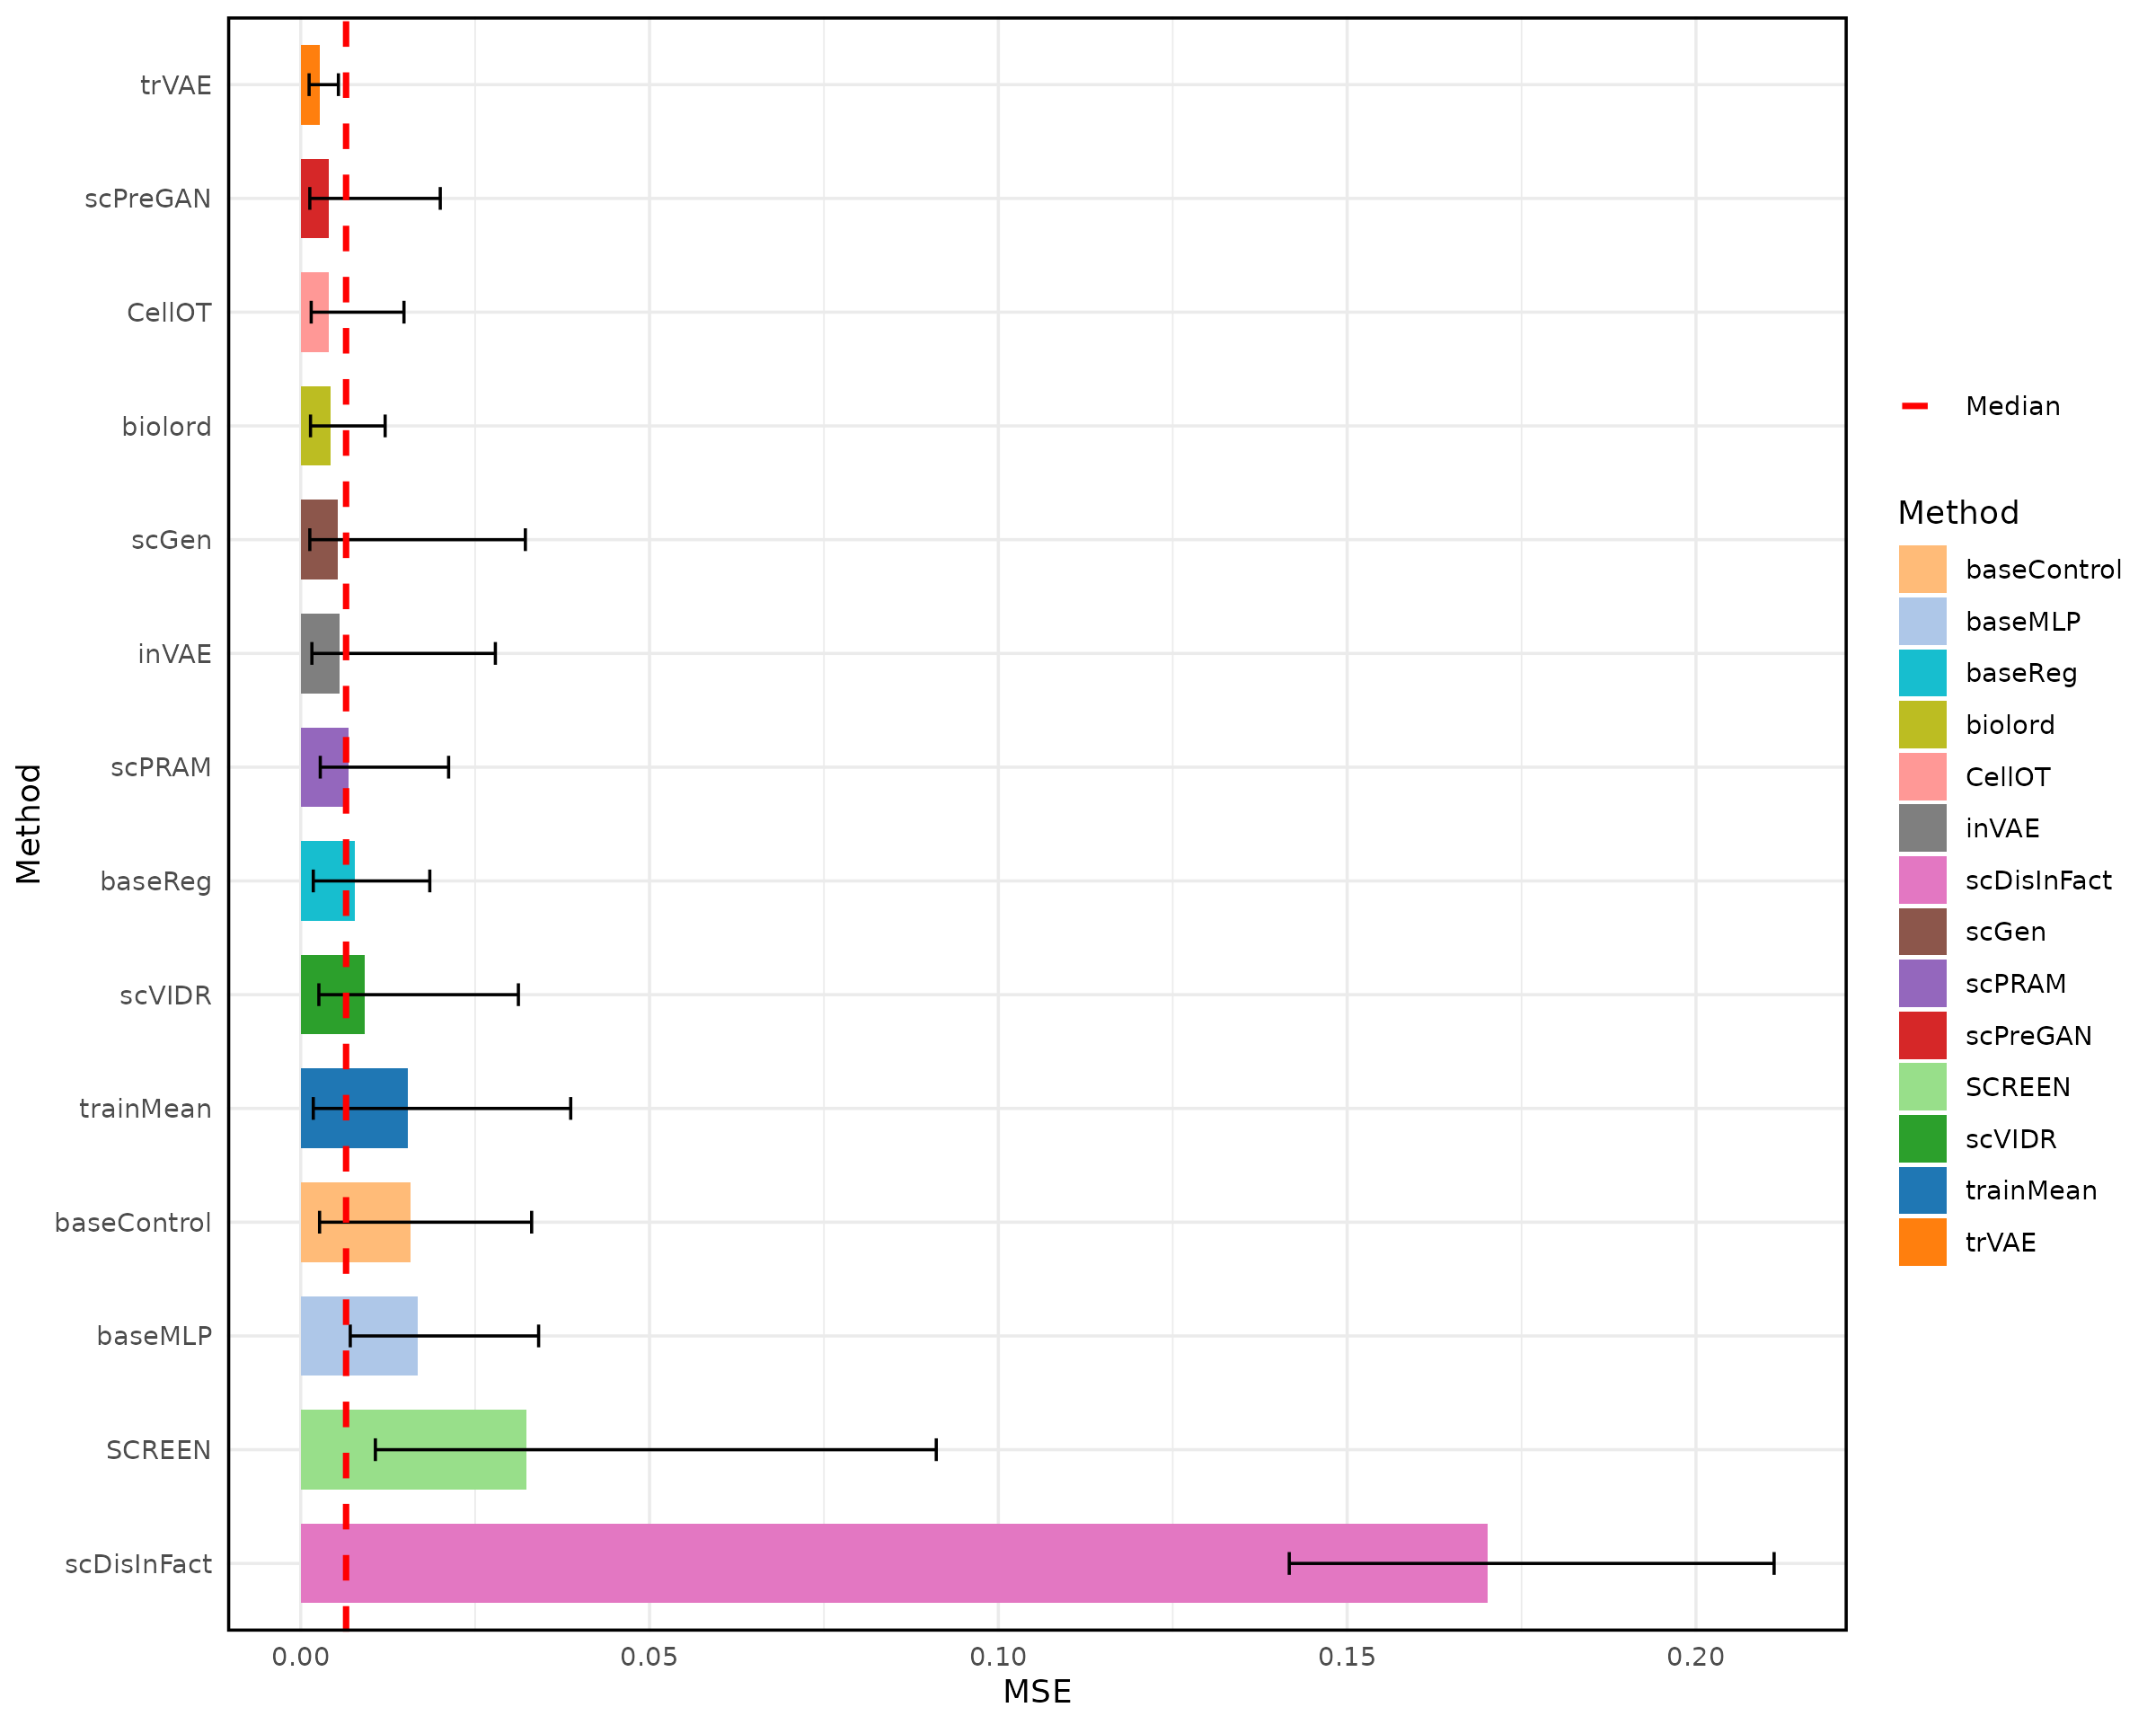 Method
trVAE
scPreGAN
CellOT
biolord
scGen
inVAE
scPRAM
baseReg
scVIDR
trainMean
baseControl
baseMLP
SCREEN
scDisInFact
0.00 0.05 0.10 0.15 0.20
MSE
Median
Method
baseControl
baseMLP
baseReg
biolord
CellOT
inVAE
scDisInFact
scGen
scPRAM
scPreGAN
SCREEN
scVIDR
trainMean
trVAE